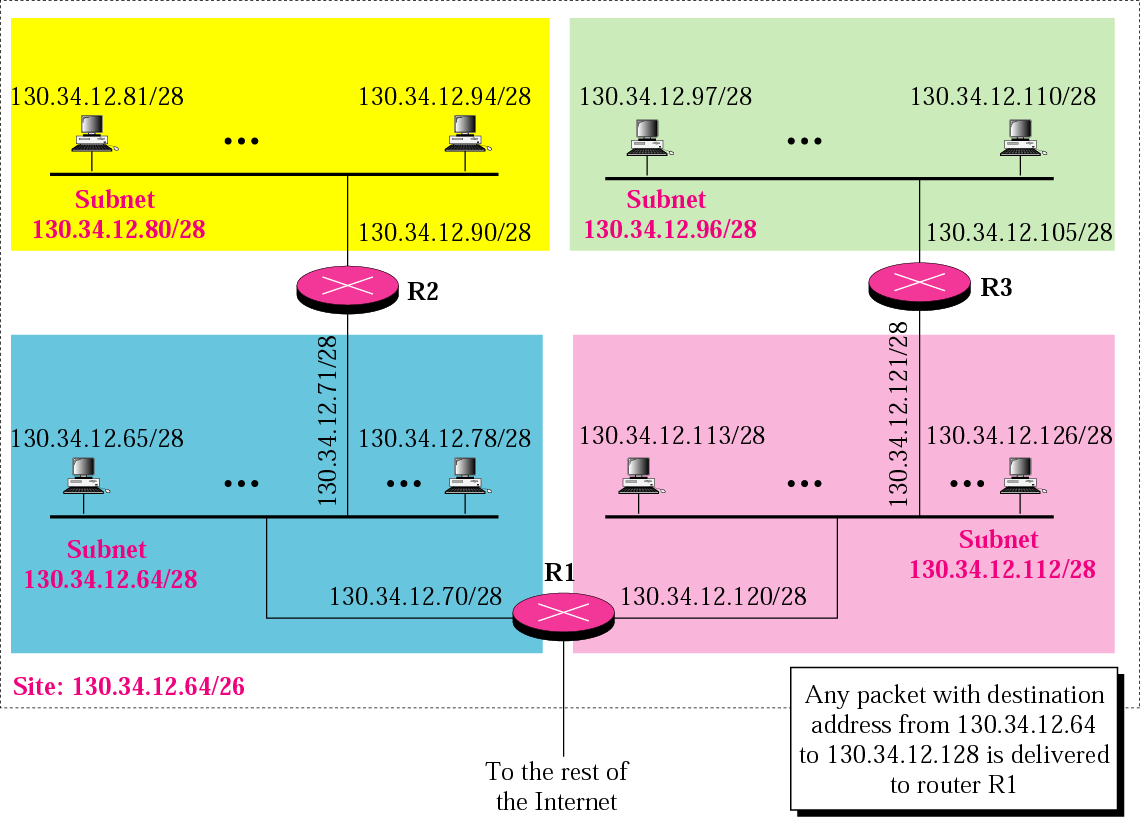 130.34.12.81/28
130.34.12.94/28
...
Subnet
130.34.12.80/28
130.34.12.90/28
R2
130.34.12.97/28
130.34.12.110/28
...
Subnet
130.34.12.96/28
130.34.12.105/28
R3
130.34.12.71/28
130.34.12.65/28
130.34.12.78/28
...
...
Subnet
130.34.12.64/28
130.34.12.70/28
R1
130.34.12.121/28
130.34.12.113/28
130.34.12.126/28
...
...
Subnet
130.34.12.112/28
130.34.12.120/28
Site: 130.34.12.64/26
To the rest of
the Internet
Any packet with destination
address from 130.34.12.64
to 130.34.12.128 is delivered
to router R1